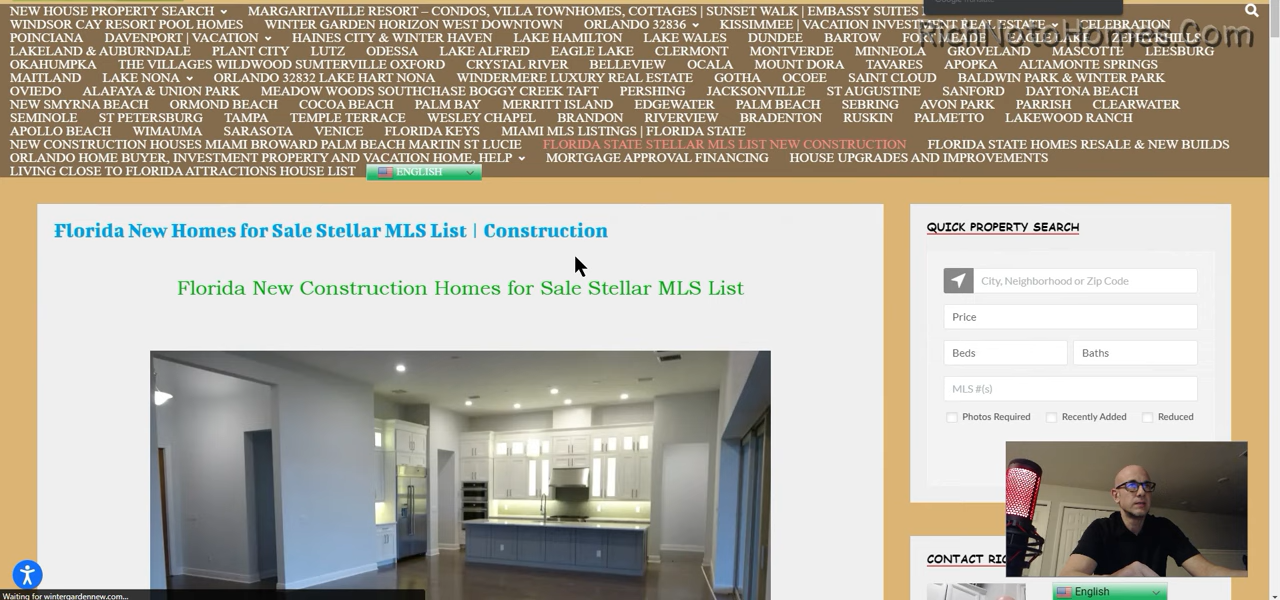 NEW HOUSE PROPERTY SEARCH MARGARITAVILLE RESORT – CONDOS, VILLA TOWNHOMES, COTTAGES | SUNSET WALK | EMBASSY SUITES
WINDSOR CAY RESORT POOL HOMES WINTER GARDEN HORIZON WEST DOWNTOWN ORLANDO 32836 KISSIMMEE | VACATION INVESTMENT REAL ESTATE CELEBRATION
POINCIANA DAVENPORT | VACATION HAINES CITY & WINTER HAVEN LAKE HAMILTON LAKE WALES DUNDEE BARTOW
LAKELAND & AUBURNDALE PLANT CITY LUTZ ODESSA LAKE ALFRED EAGLE LAKE CLERMONT MONTVERDE MINNEOLA GROVELAND MASCOTTE LEESBURG
OKAHUMPKA THE VILLAGES WILDWOOD SUMTERVILLE OXFORD CRYSTAL RIVER BELLEVIEW OCALA MOUNT DORA TAVARES APOPKA ALTAMONTE SPRINGS
MAITLAND LAKE NONA ORLANDO 32832 LAKE HART NONA WINDERMERE LUXURY REAL ESTATE GOTHA OCOEE SAINT CLOUD BALDWIN PARK & WINTER PARK
OVIEDO ALAFAYA & UNION PARK MEADOW WOODS SOUTHCHASE BOGGY CREEK TAFT PERSHING JACKSONVILLE ST AUGUSTINE SANFORD DAYTONA BEACH
NEW SMYRNA BEACH ORMOND BEACH COCOA BEACH PALM BAY MERRITT ISLAND EDGEWATER PALM BEACH SEBRING AVON PARK PARRISH CLEARWATER
SEMINOLE ST PETERSBURG TAMPA TEMPLE TERRACE WESLEY CHAPEL BRANDON RIVERVIEW BRADENTON RUSKIN PALMETTO LAKEWOOD RANCH
APOLLO BEACH WIMAUMA SARASOTA VENICE FLORIDA KEYS MIAMI MLS LISTINGS | FLORIDA STATE
NEW CONSTRUCTION HOUSES MIAMI BROWARD PALM BEACH MARTIN ST LUCIE FLORIDA STATE STELLAR MLS LIST NEW CONSTRUCTION FLORIDA STATE HOMES RESALE & NEW BUILDS
ORLANDO HOME BUYER, INVESTMENT PROPERTY AND VACATION HOME, HELP MORTGAGE APPROVAL FINANCING HOUSE UPGRADES AND IMPROVEMENTS
LIVING CLOSE TO FLORIDA ATTRACTIONS HOUSE LIST ENGLISH
Florida New Homes for Sale Stellar MLS List | Construction
Florida New Construction Homes for Sale Stellar MLS List
QUICK PROPERTY SEARCH
City, Neighborhood or Zip Code
Price
Beds Baths
MLS #(s)
Photos Required Recently Added Reduced
English
Waiting for wintergardennew.com...